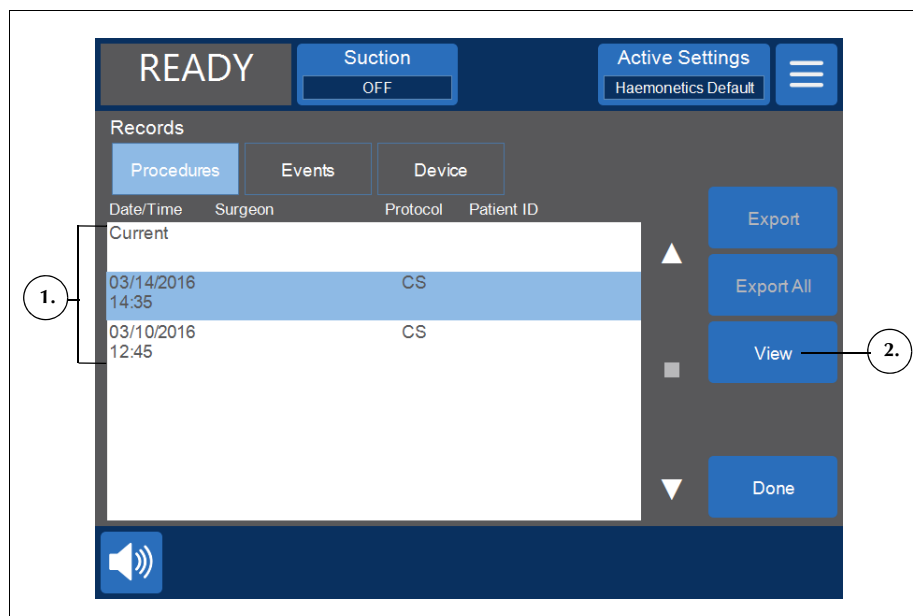 READY
Suction
OFF
Active Settings
Haemonetics Default
Records
Procedures
Events
Device
Date/Time Surgeon Protocol Patient ID
Current
03/14/2016 CS
14:35
03/10/2016 CS
12:45
1.
Export
Export All
View
2.
Done